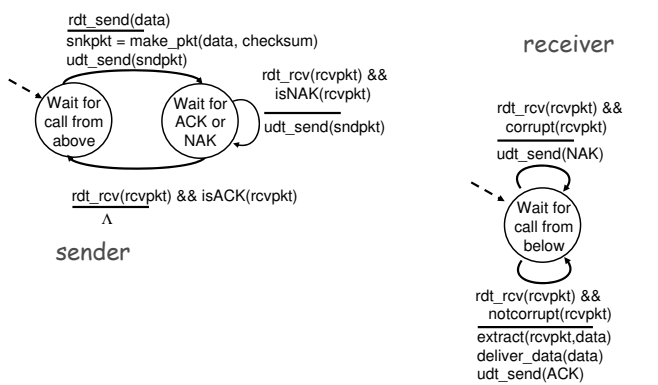 rdt_send(data)
snkpkt = make_pkt(data, checksum)
udt_send(sndpkt)
Wait for
call from
above
Wait for
ACK or
NAK
rdt_rcv(rcvpkt) &&
isNAK(rcvpkt)
udt_send(sndpkt)
rdt_rcv(rcvpkt) && isACK(rcvpkt)
Λ
sender
receiver
rdt_rcv(rcvpkt) &&
corrupt(rcvpkt)
udt_send(NAK)
Wait for
call from
below
rdt_rcv(rcvpkt) &&
notcorrupt(rcvpkt)
extract(rcvpkt,data)
deliver_data(data)
udt_send(ACK)